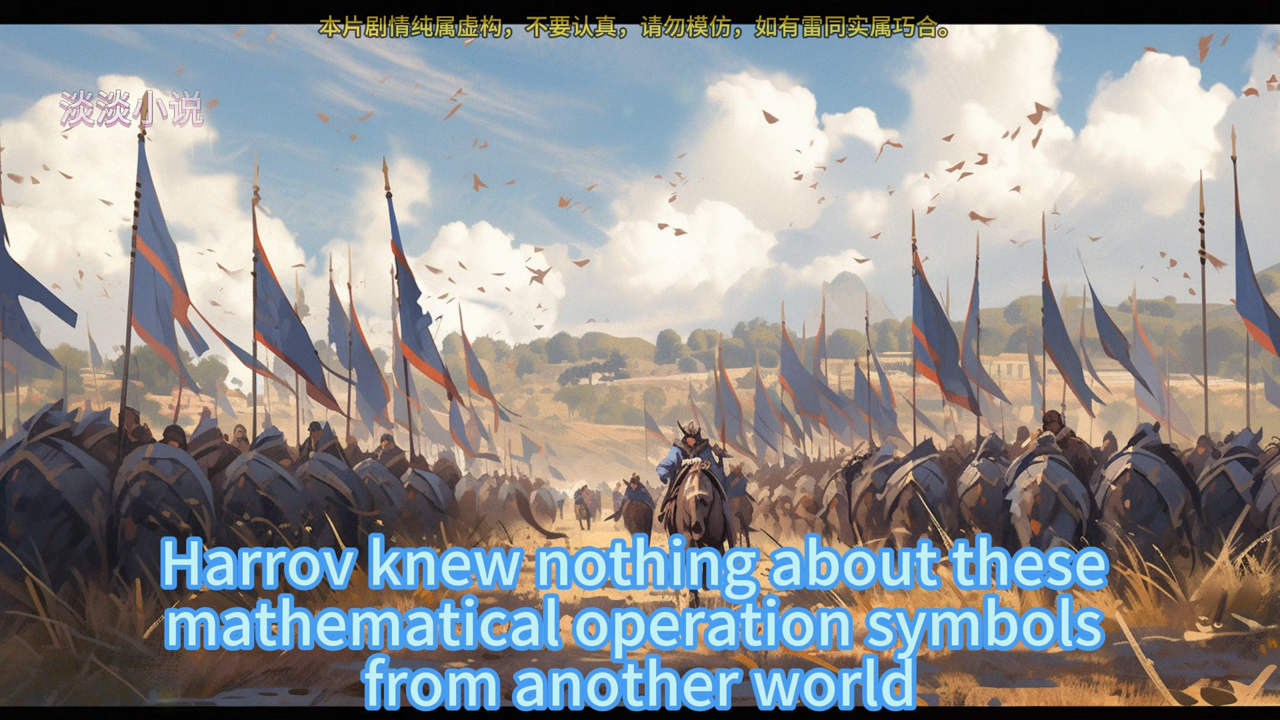 本片剧情纯属虚构，不要认真，请勿模仿，如有雷同实属巧合。
淡淡小说
Harrov knew nothing about these
mathematical operation symbols
from another world